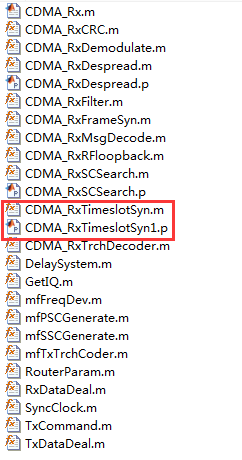 CDMA_Rx.m
CDMA_RxCRC.m
CDMA_RxDemodulate.m
CDMA_RxDespread.m
CDMA_RxDespread.p
CDMA_RxFilter.m
CDMA_RxFrameSyn.m
CDMA_RxMsgDecode.m
CDMA_RxRFloopback.m
CDMA_RxSCSearch.m
CDMA_RxSCSearch.p
CDMA_RxTimeslotSyn.m
CDMA_RxTimeslotSyn1.p
CDMA_RxTrchDecoder.m
DelaySystem.m
GetIQ.m
mfFreqDev.m
mfPSCGenerate.m
mfSSCGenerate.m
mfTxTrchCoder.m
RouterParam.m
RxDataDeal.m
SyncClock.m
TxCommand.m
TxDataDeal.m